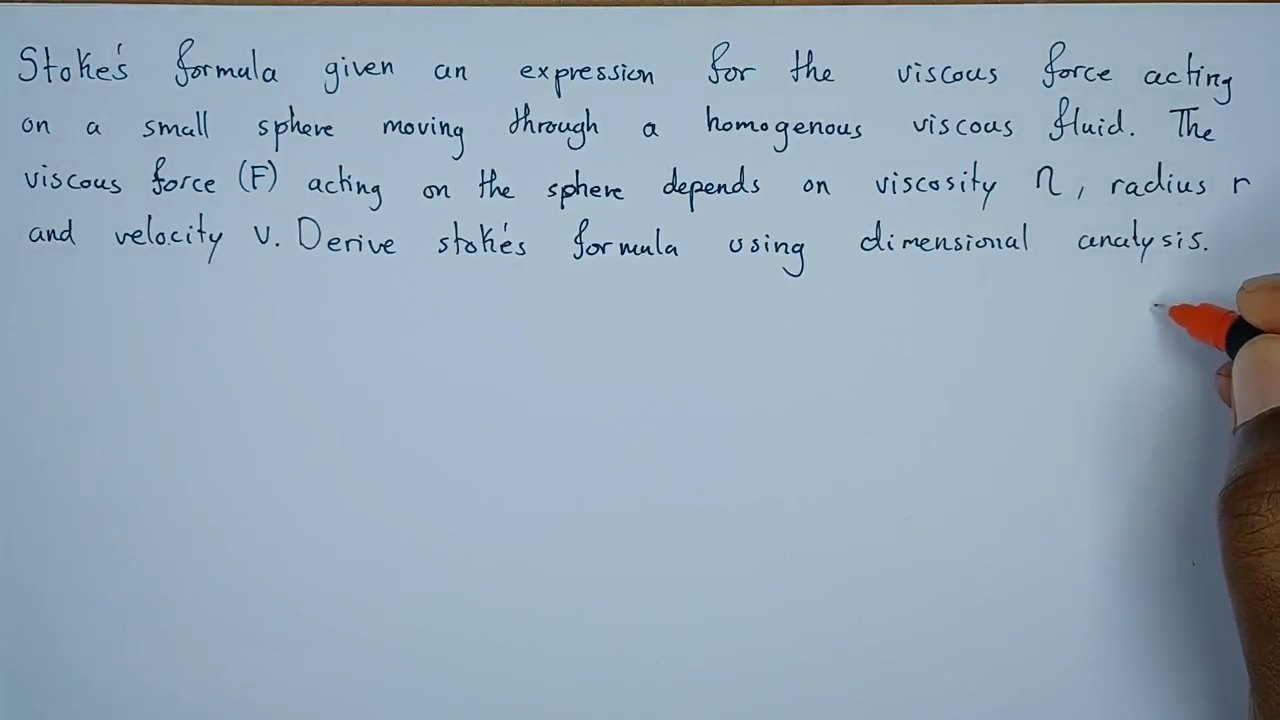 Stoke's formula given an expression for the viscous force acting
on a small sphere moving through a homogenous viscous fluid. The
viscous force (F) acting on the sphere depends on viscosity η, radius r
and velocity v. Derive stoke's formula using dimensional analysis.